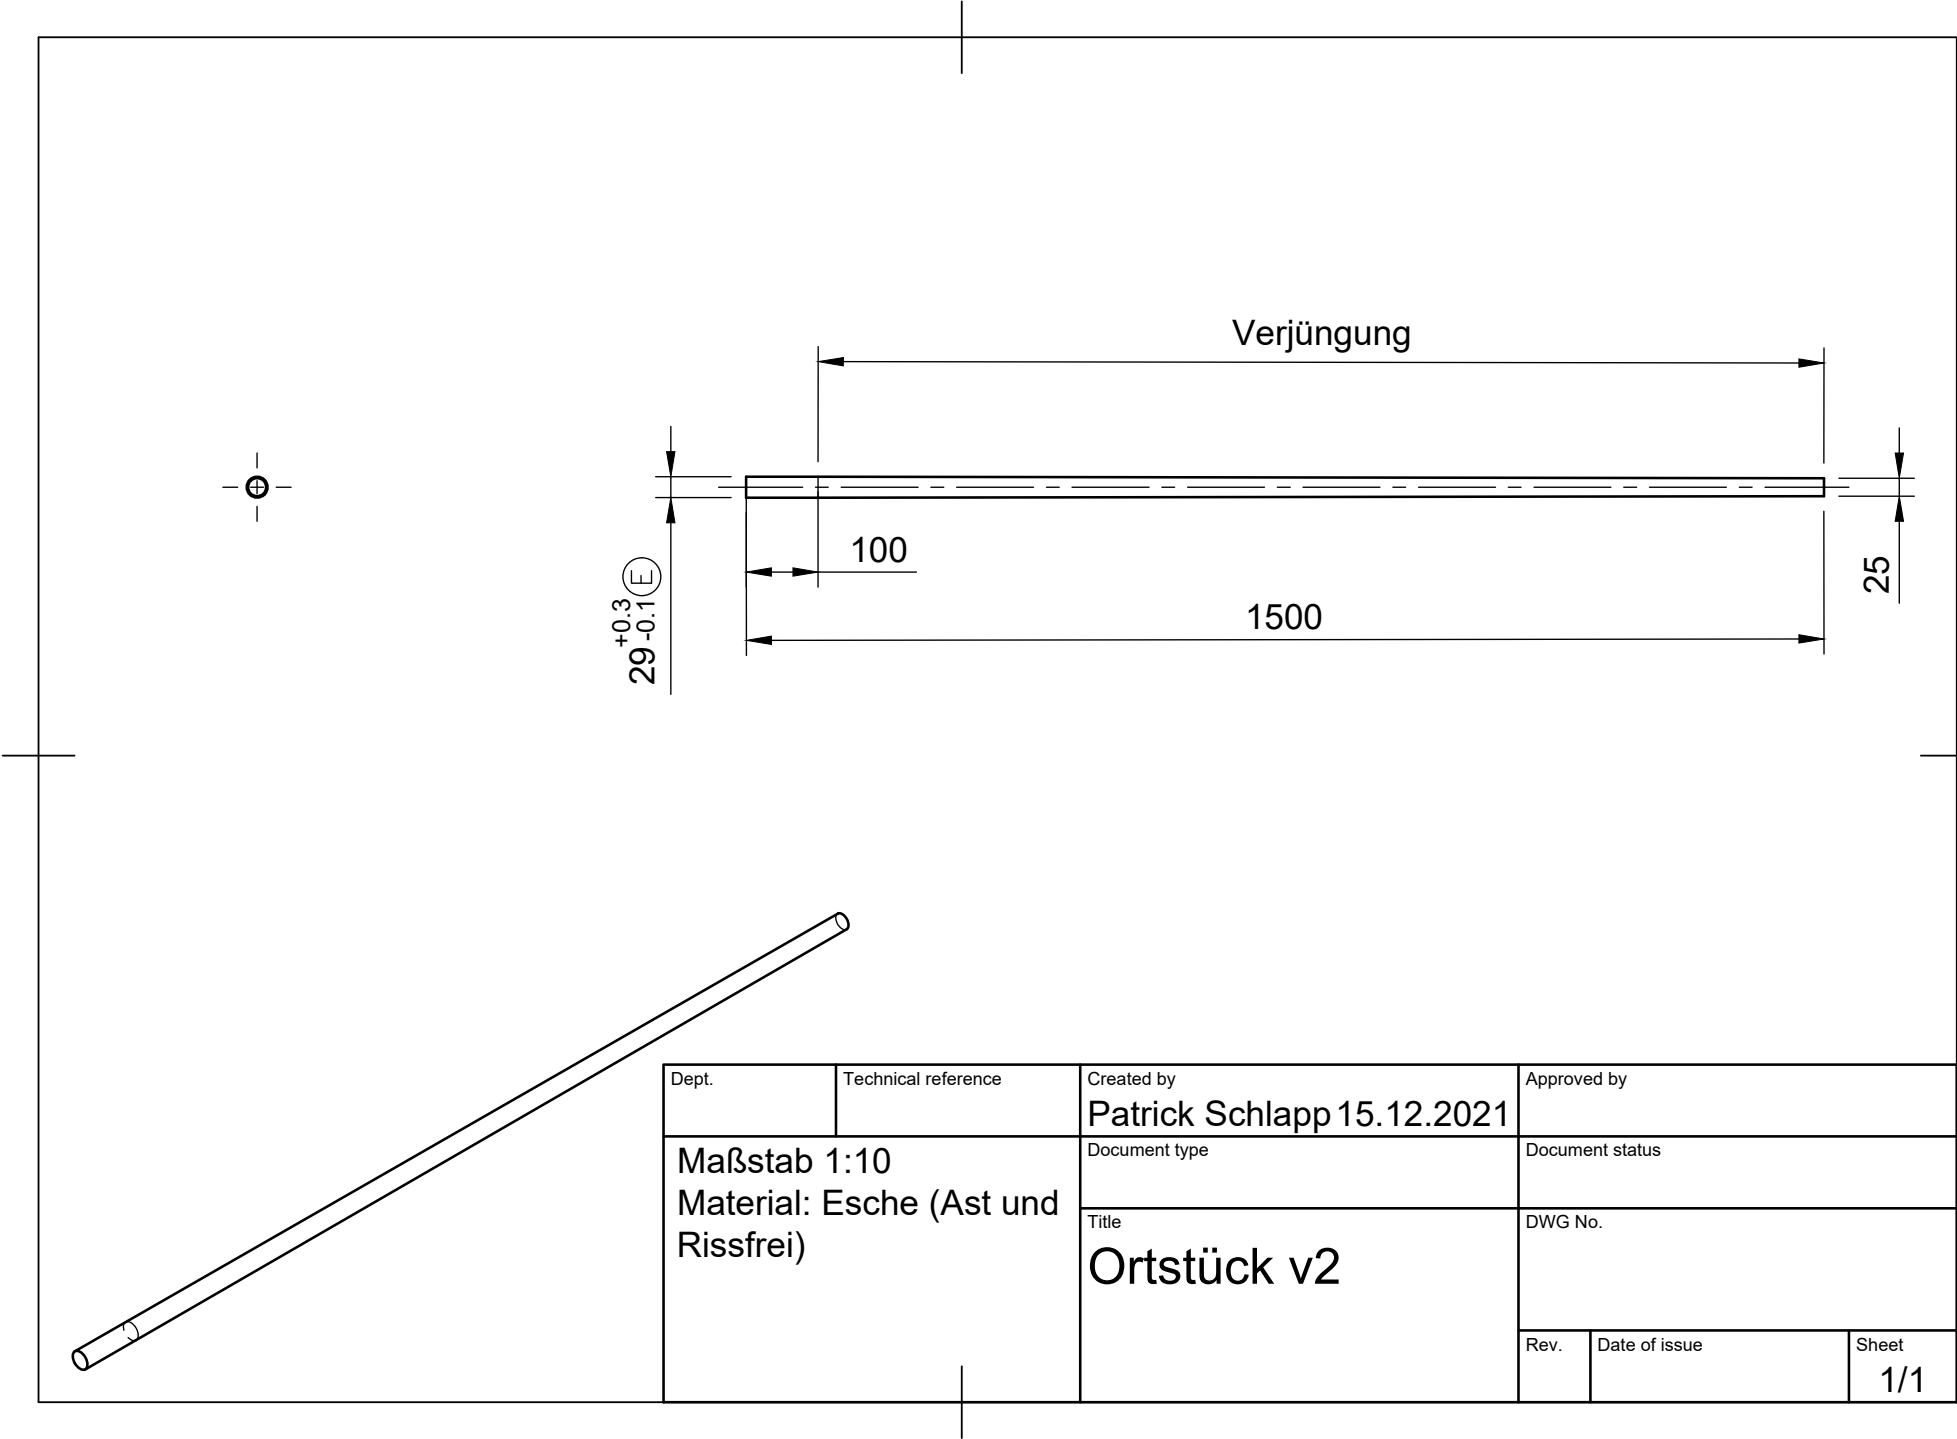 Verjüngung
100
1500
25
29 +0.3 -0.1 Ⓔ
Dept.
Technical reference
Created by
Patrick Schlapp 15.12.2021
Approved by
Maßstab 1:10
Material: Esche (Ast und
Rissfrei)
Document type
Document status
Title
Ortstück v2
DWG No.
Rev.
Date of issue
Sheet
1/1